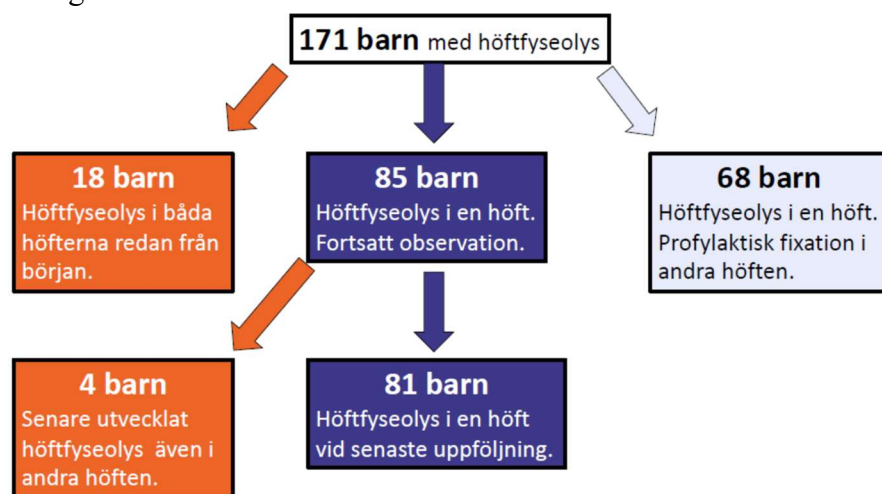 171 barn med höftfyseolys
18 barn
Höftfyseolys i båda
höfterna redan från
början.
85 barn
Höftfyseolys i en höft.
Fortsatt observation.
68 barn
Höftfyseolys i en höft.
Profylaktisk fixation i
andra höften.
4 barn
Senare utvecklat
höftfyseolys även i
andra höften.
81 barn
Höftfyseolys i en höft
vid senaste uppföljning.